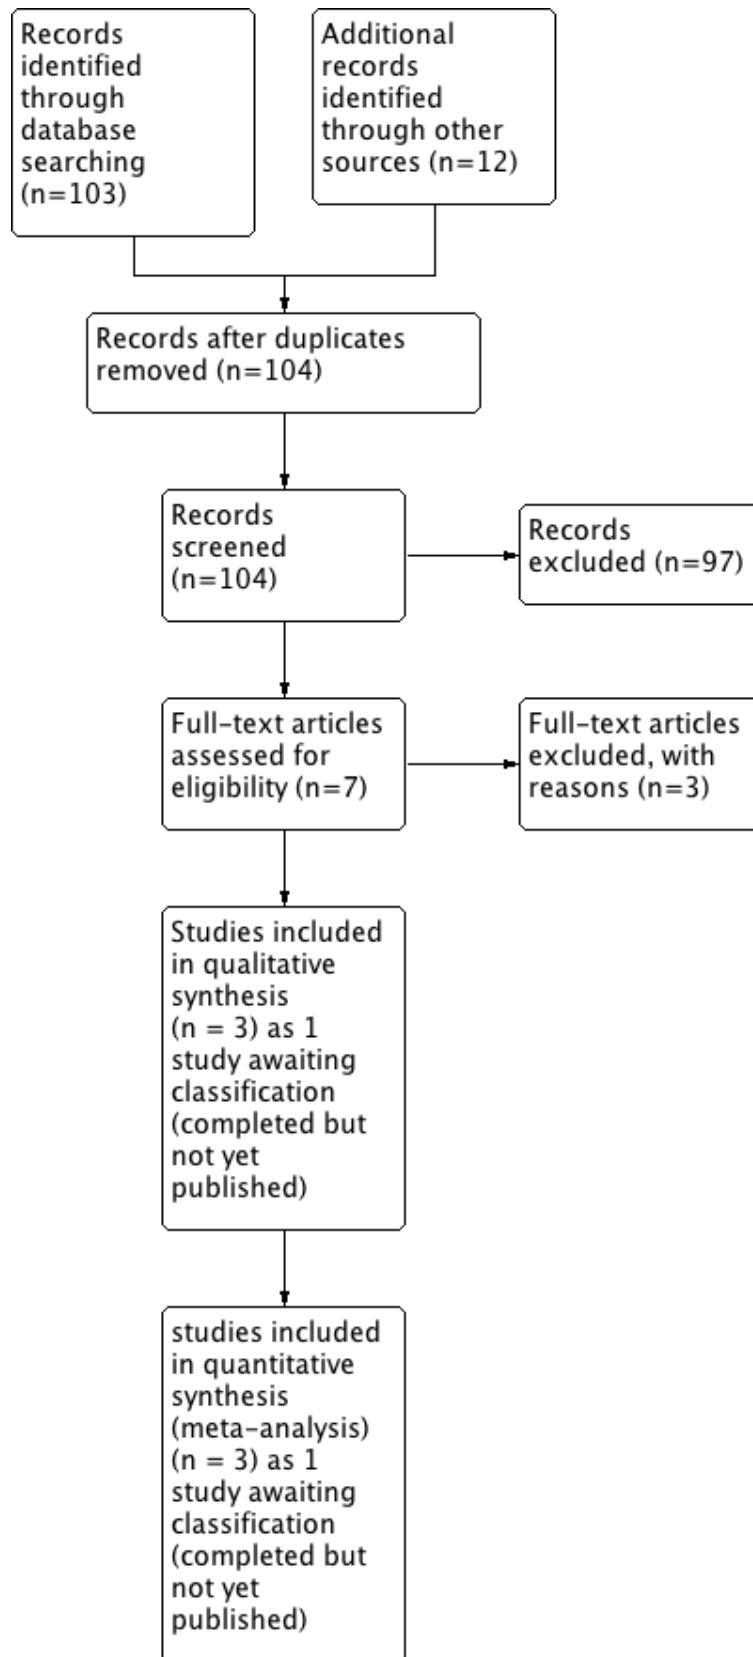 Records
identified
through
database
searching
(n=103)
Additional
records
identified
through other
sources (n=12)
Records after duplicates
removed (n=104)
Records
screened
(n=104)
Records
excluded (n=97)
Full-text articles
assessed for
eligibility (n=7)
Full-text articles
excluded, with
reasons (n=3)
Studies included
in qualitative
synthesis
(n = 3) as 1
study awaiting
classification
(completed but
not yet
published)
studies included
in quantitative
synthesis
(meta-analysis)
(n = 3) as 1
study awaiting
classification
(completed but
not yet
published)